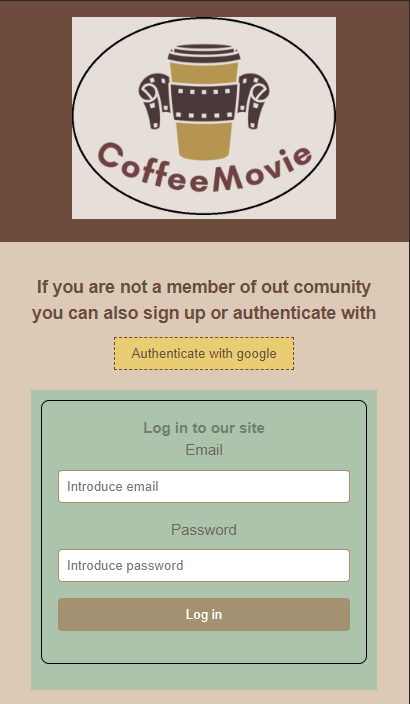 CoffeeMovie
If you are not a member of out comunity
you can also sign up or authenticate with
Authenticate with google
Log in to our site
Email
Introduce email
Password
Introduce password
Log in